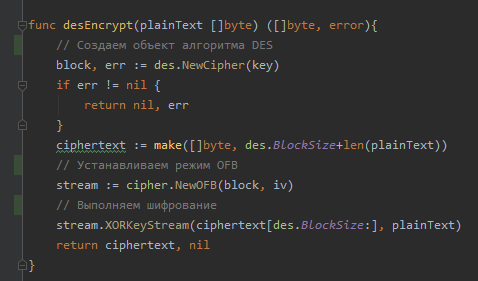 func desEncrypt(plainText []byte) ([]byte, error){
// Создаем объект алгоритма DES
block, err := des.NewCipher(key)
if err != nil {
return nil, err
}
ciphertext := make([]byte, des.BlockSize+len(plainText))
// Устанавливаем режим OFB
stream := cipher.NewOFB(block, iv)
// Выполняем шифрование
stream.XORKeyStream(ciphertext[des.BlockSize:], plainText)
return ciphertext, nil
}